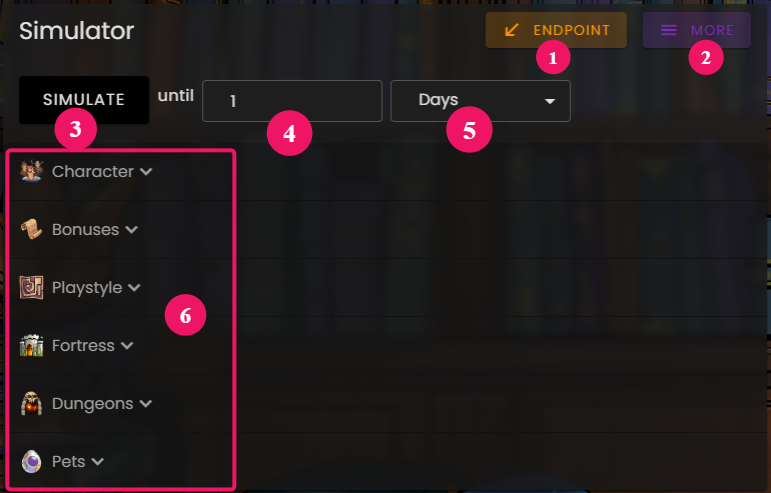 Simulator
ENDPOINT
MORE
1
2
SIMULATE until 1 Days
3
4
5
Character
Bonuses
Playstyle
6
Fortress
Dungeons
Pets